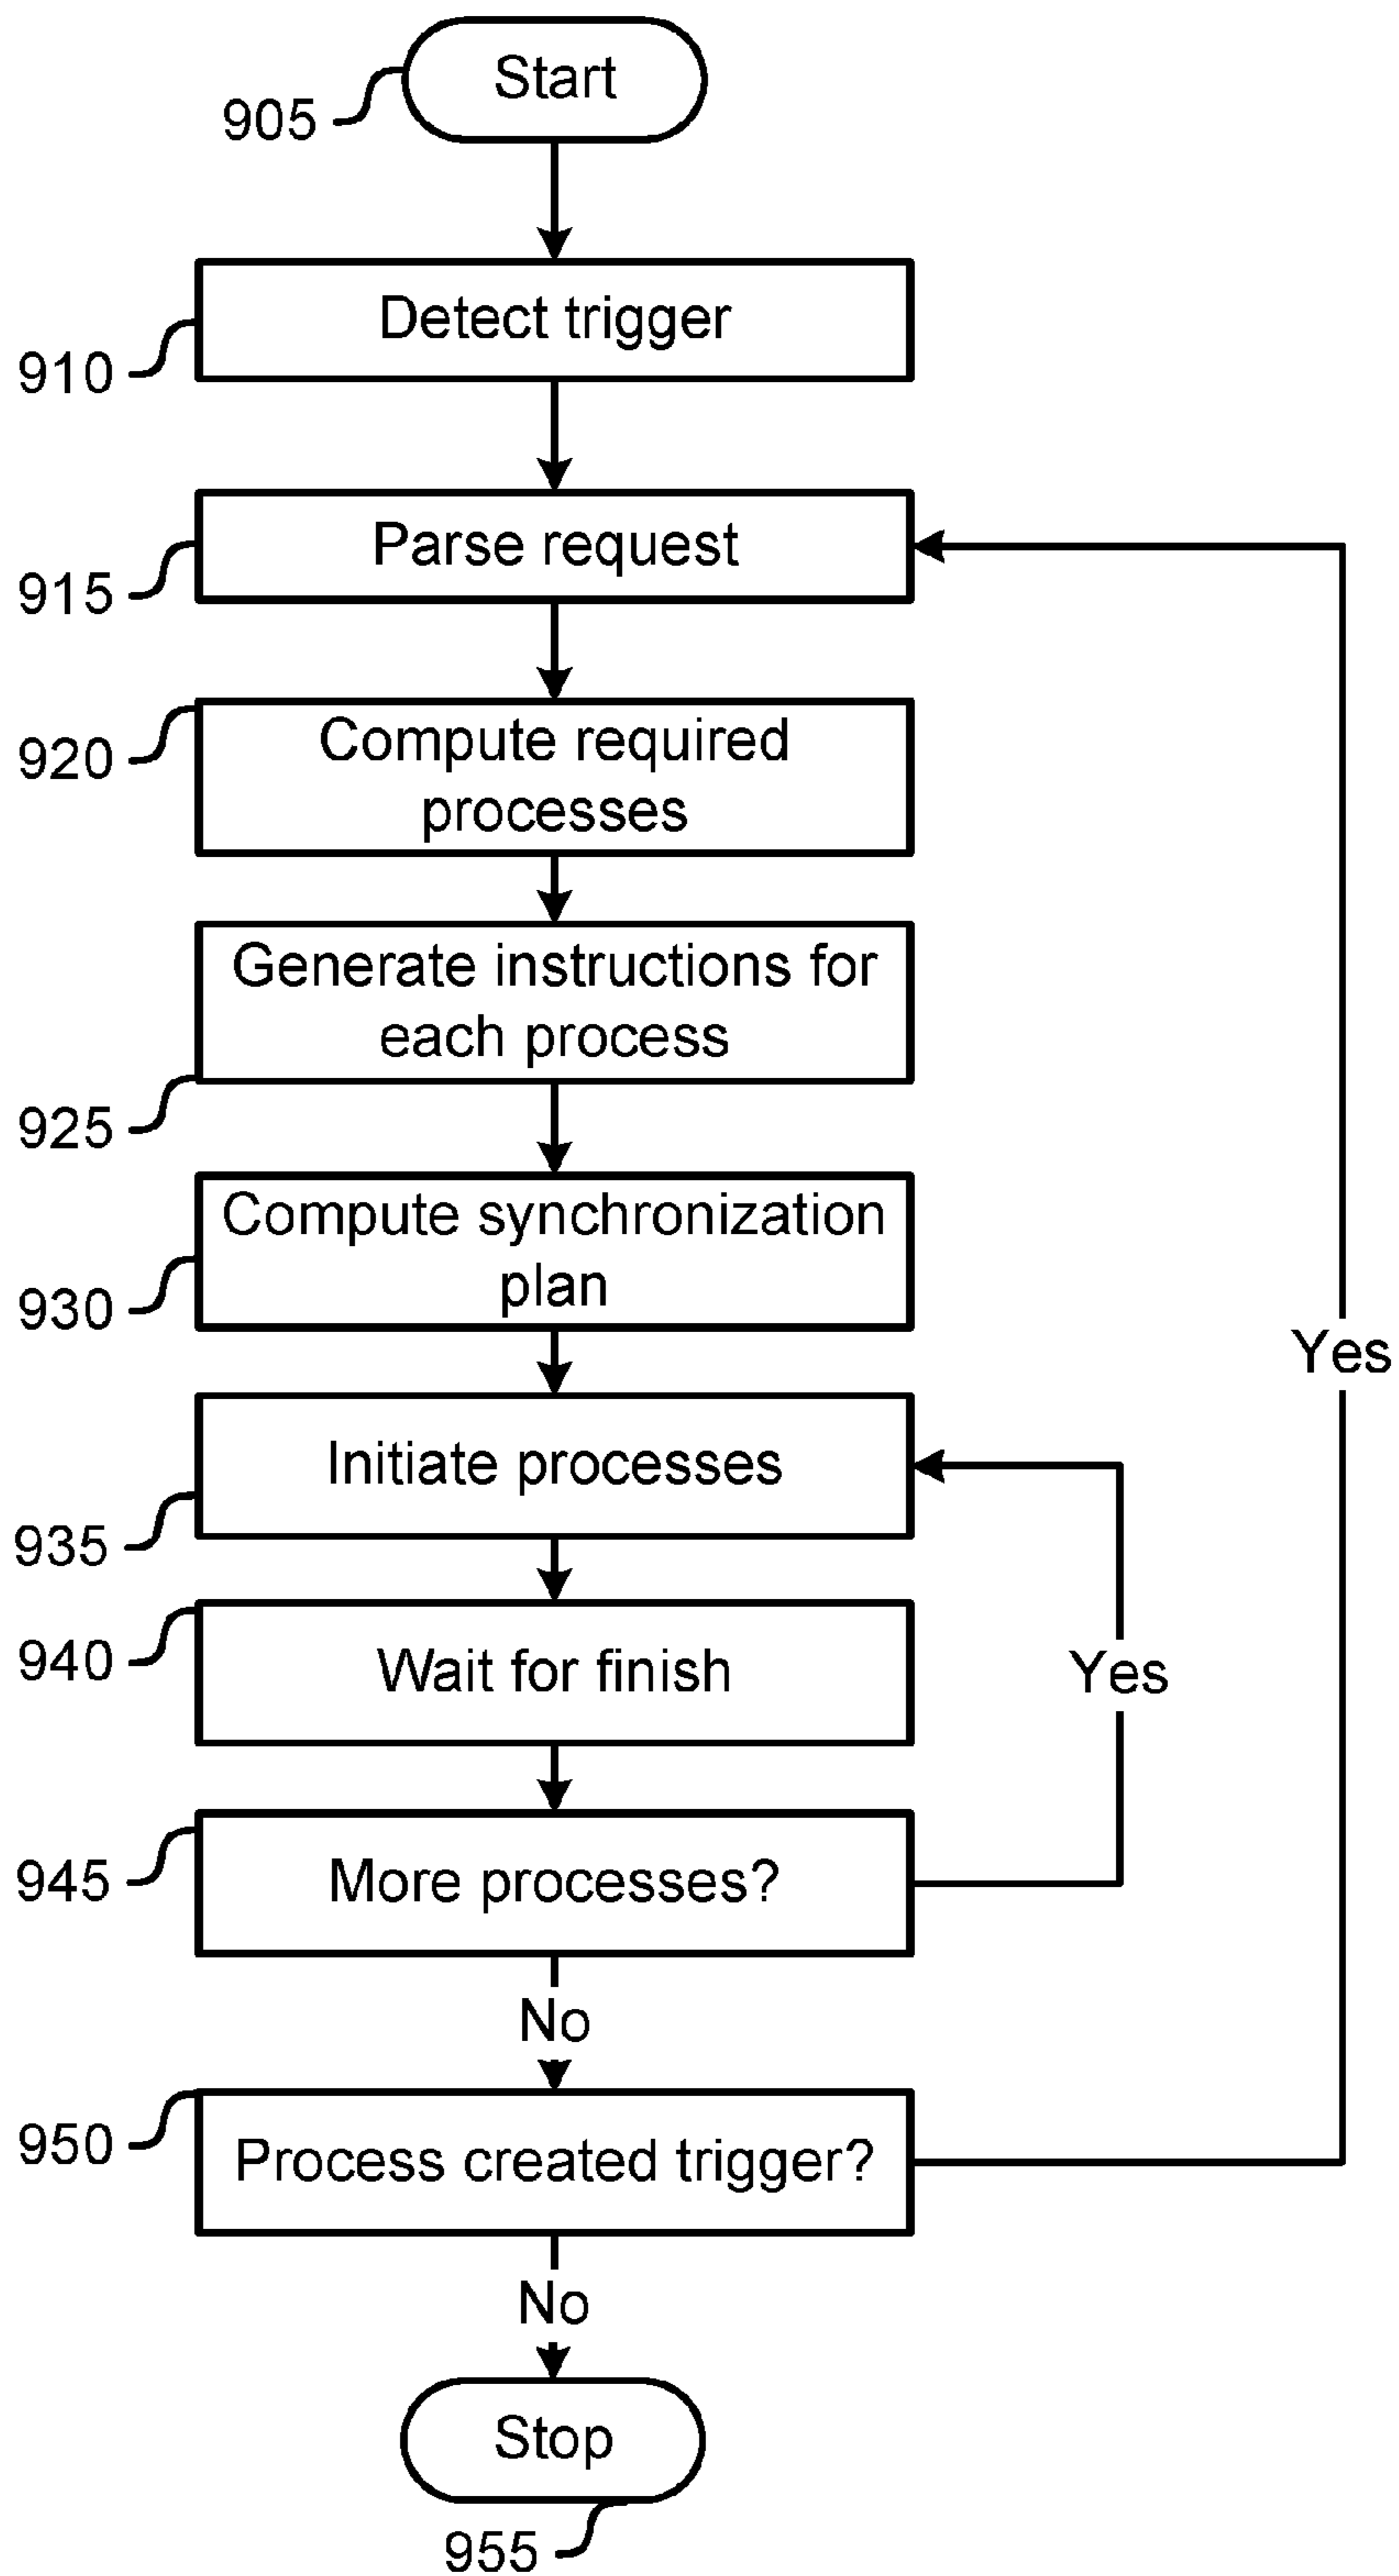 Start
905
Detect trigger
910
Parse request
915
Compute required
processes
920
Generate instructions for
each process
925
Compute synchronization
plan
930
Yes
Initiate processes
935
Wait for finish
940
Yes
More processes?
945
No
Process created trigger?
950
No
Stop
955